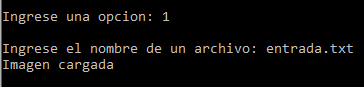 Ingrese una opcion: 1
Ingrese el nombre de un archivo: entrada.txt
Imagen cargada